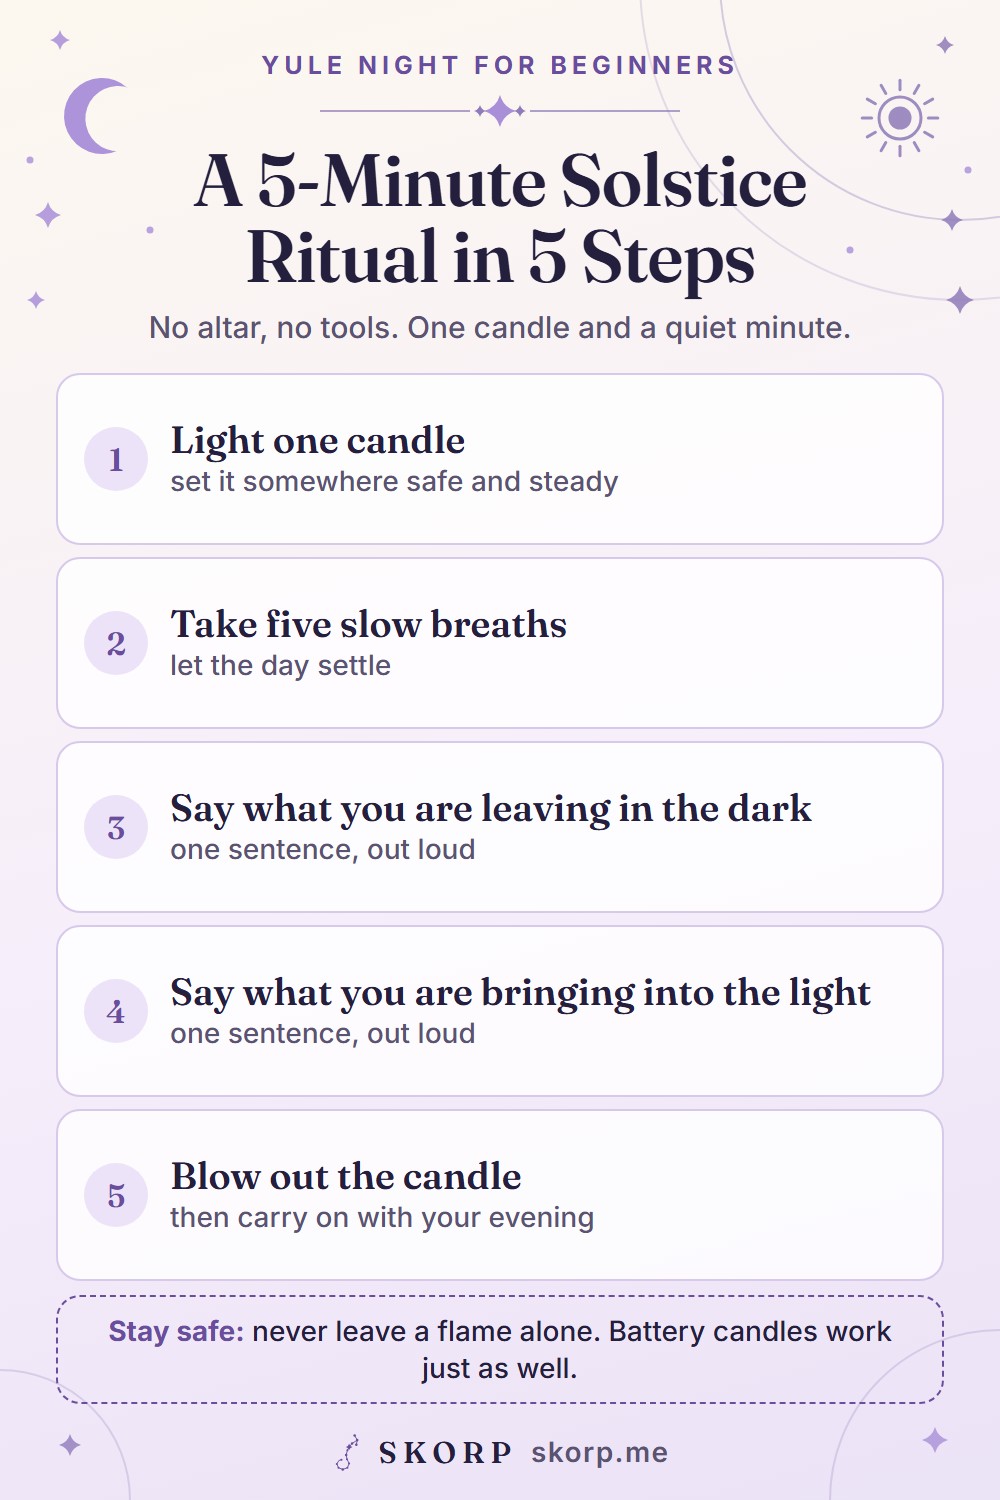 YULE NIGHT FOR BEGINNERS
A 5-Minute Solstice
Ritual in 5 Steps
No altar, no tools. One candle and a quiet minute.
1
Light one candle
set it somewhere safe and steady
2
Take five slow breaths
let the day settle
3
Say what you are leaving in the dark
one sentence, out loud
4
Say what you are bringing into the light
one sentence, out loud
5
Blow out the candle
then carry on with your evening
Stay safe: never leave a flame alone. Battery candles work
just as well.
SKORP skorp.me